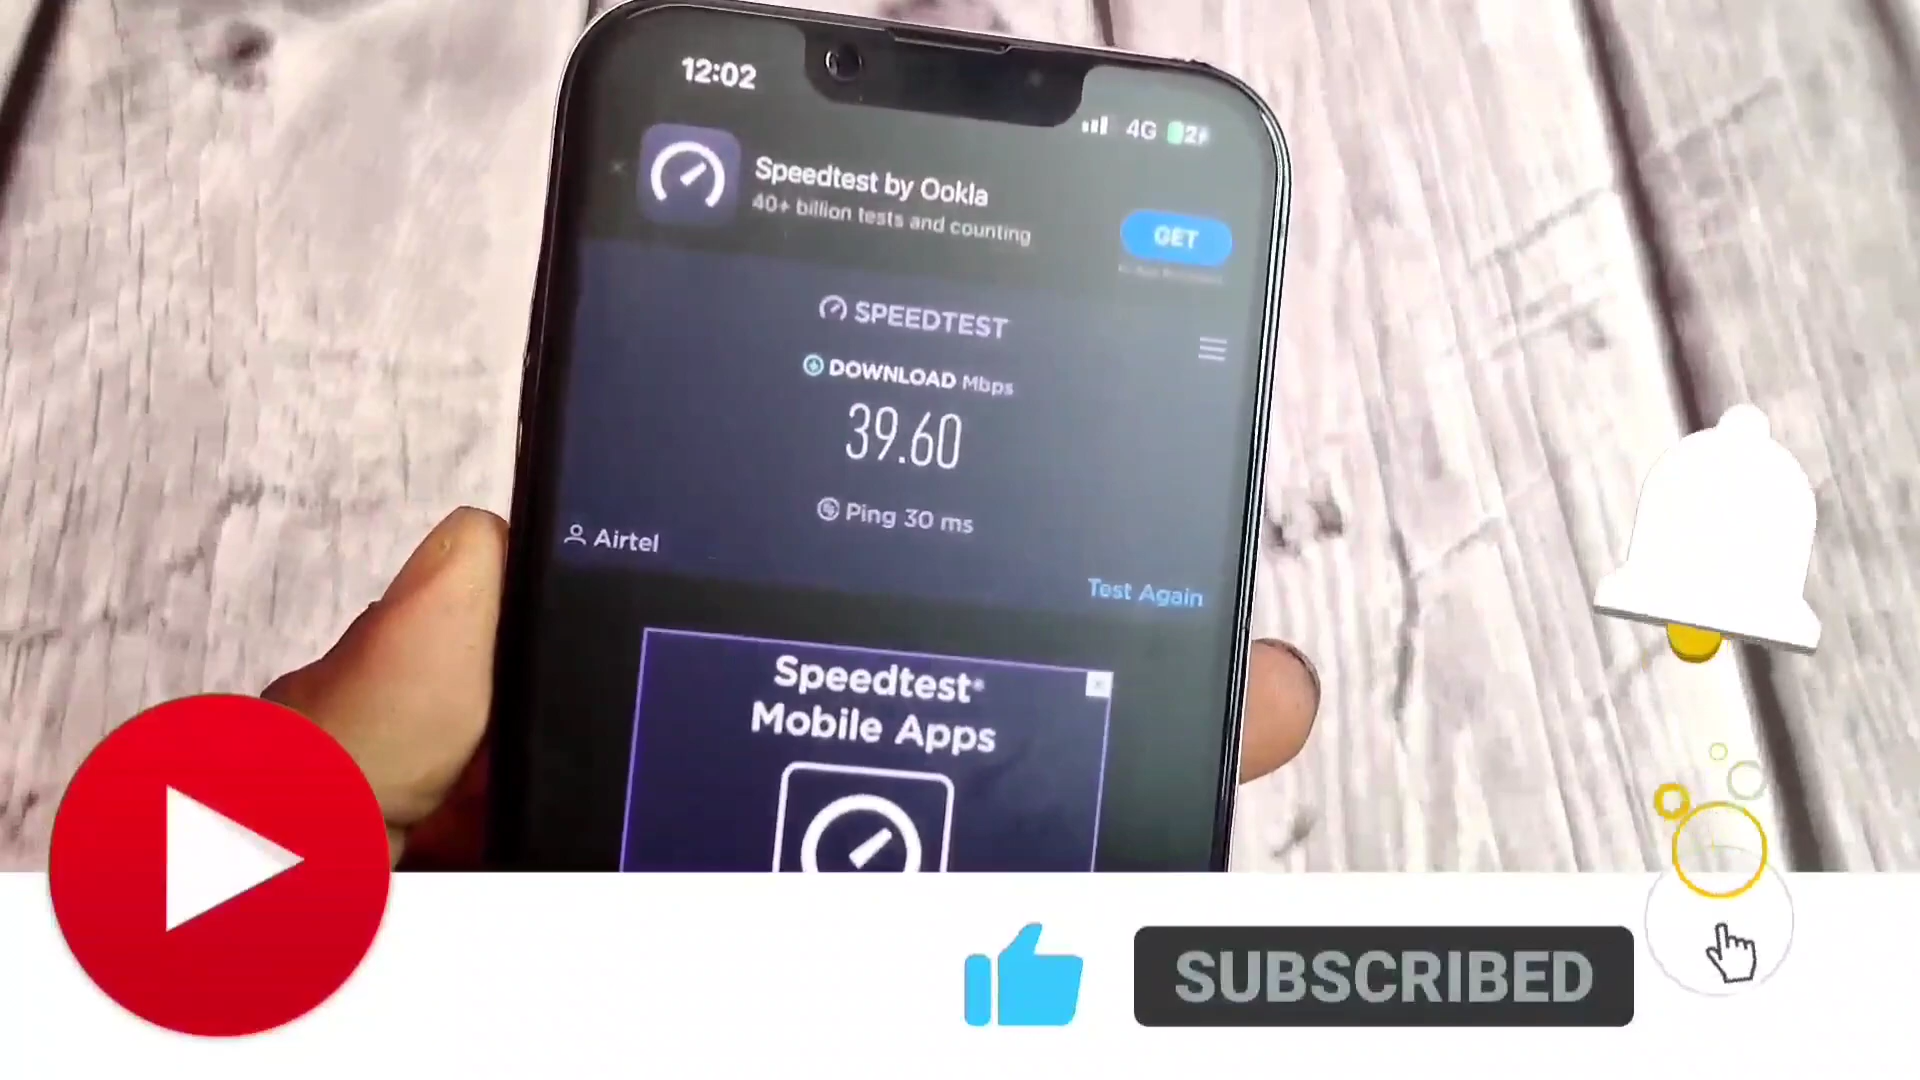 12:02
4G
Speedtest by Ookla
40+ billion tests and counting
GET
SPEEDTEST
DOWNLOAD Mbps
39.60
Ping 30 ms
Airtel
Test Again
Speedtest®
Mobile Apps
SUBSCRIBED